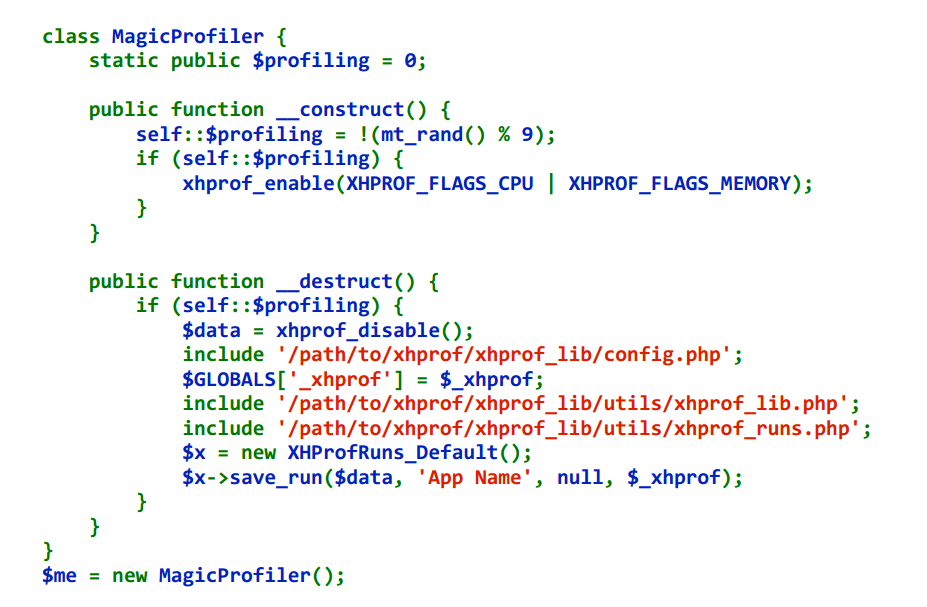 class MagicProfiler {
    static public $profiling = 0;

    public function __construct() {
        self::$profiling = !(mt_rand() % 9);
        if (self::$profiling) {
            xhprof_enable(XHPROF_FLAGS_CPU | XHPROF_FLAGS_MEMORY);
        }
    }

    public function __destruct() {
        if (self::$profiling) {
            $data = xhprof_disable();
            include '/path/to/xhprof/xhprof_lib/config.php';
            $GLOBALS['_xhprof'] = $_xhprof;
            include '/path/to/xhprof/xhprof_lib/utils/xhprof_lib.php';
            include '/path/to/xhprof/xhprof_lib/utils/xhprof_runs.php';
            $x = new XHProfRuns_Default();
            $x->save_run($data, 'App Name', null, $_xhprof);
        }
    }
}
$me = new MagicProfiler();